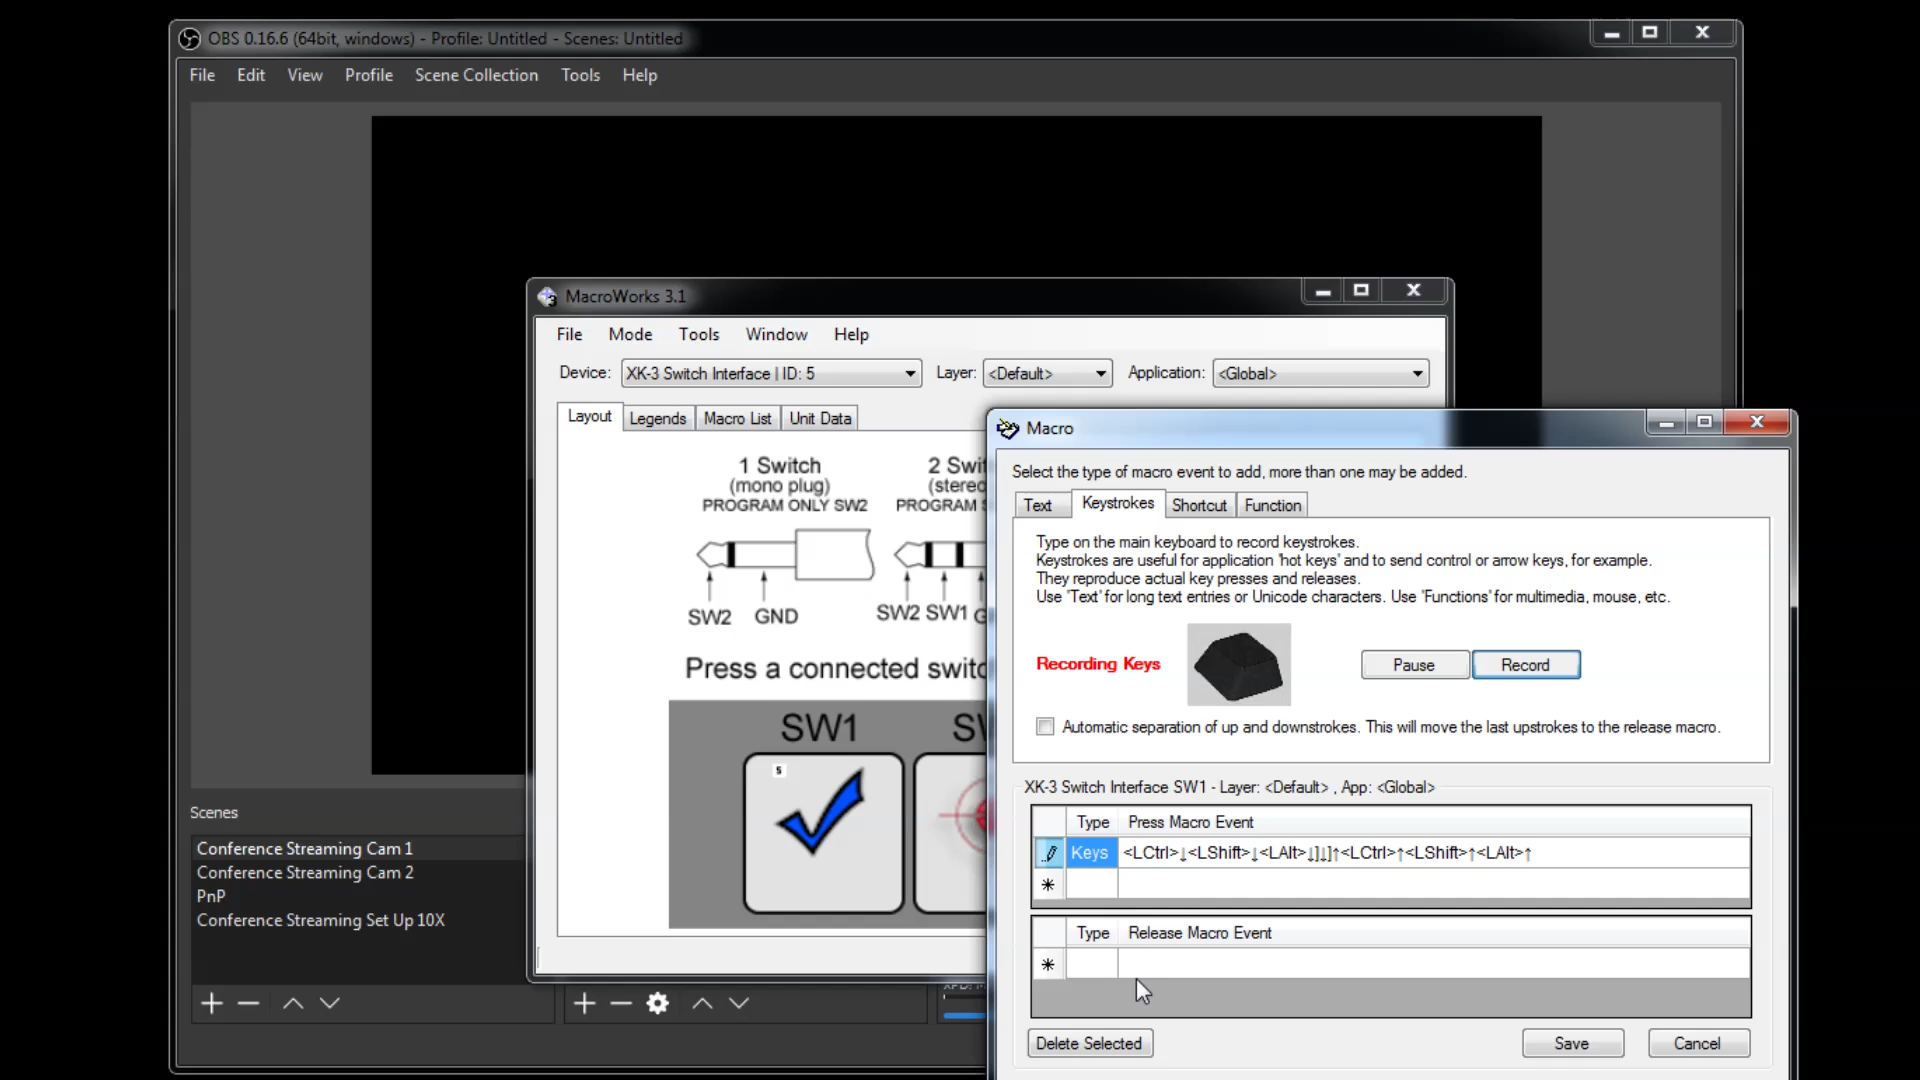 OBS 0.16.6 (64bit, windows) - Profile: Untitled - Scenes: Untitled
File Edit View Profile Scene Collection Tools Help
MacroWorks 3.1
File Mode Tools Window Help
Device: XK-3 Switch Interface | ID: 5 Layer: <Default> Application: <Global>
Layout Legends Macro List Unit Data
1 Switch
(mono plug)
PROGRAM ONLY SW2
SW2 GND
2 Swi
(stereo
PROGRAM S
SW2 SW1 G
Press a connected switc
SW1
5
Macro
Select the type of macro event to add, more than one may be added.
Text Keystrokes Shortcut Function
Type on the main keyboard to record keystrokes.
Keystrokes are useful for application 'hot keys' and to send control or arrow keys, for example.
They reproduce actual key presses and releases.
Use 'Text' for long text entries or Unicode characters. Use 'Functions' for multimedia, mouse, etc.
Recording Keys
Pause Record
Automatic separation of up and downstrokes. This will move the last upstrokes to the release macro.
XK-3 Switch Interface SW1 - Layer: <Default> , App: <Global>
Type Press Macro Event
Keys <LCtrl>↓<LShift>↓<LAlt>↓]↓]↑<LCtrl>↑<LShift>↑<LAlt>↑
Type Release Macro Event
Delete Selected Save Cancel
Scenes
Conference Streaming Cam 1
Conference Streaming Cam 2
PnP
Conference Streaming Set Up 10X